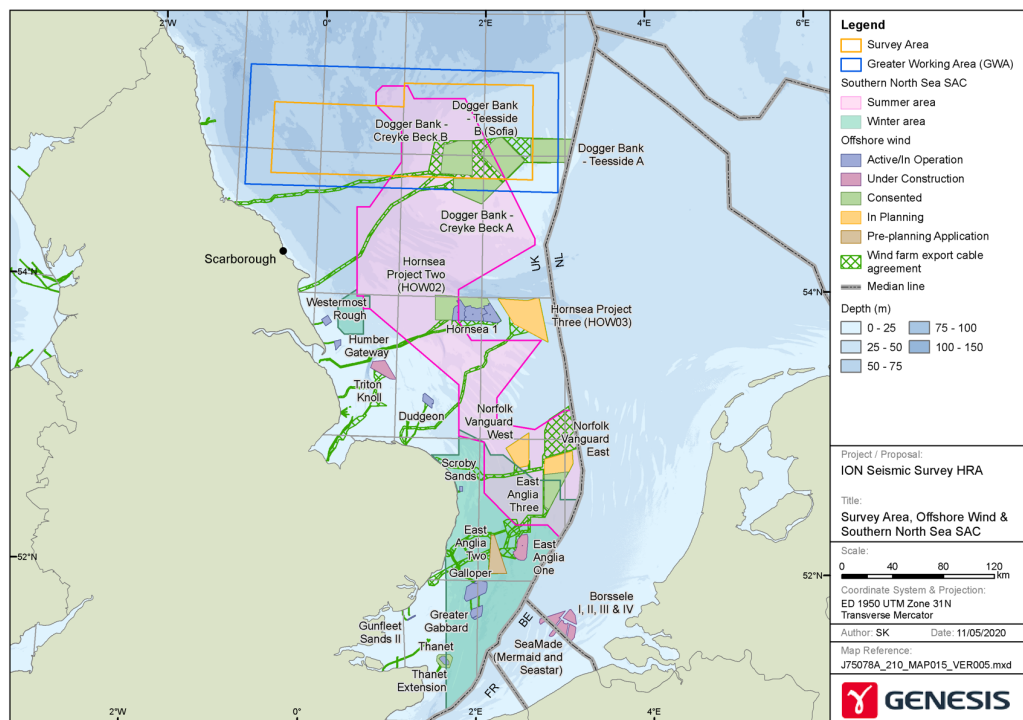 2°W
0°
2°E
4°E
6°E
Dogger Bank
- Teesside
B (Sofia)
Dogger Bank -
Creyke Beck B
Dogger Bank
- Teesside A
Dogger Bank -
Creyke Beck A
Scarborough
54°N
54°N
UK
NL
Hornsea
Project Two
(HOW02)
Westermost
Rough
Hornsea 1
Hornsea Project
Three (HOW03)
Humber
Gateway
Triton
Knoll
Dudgeon
Norfolk
Vanguard
West
Norfolk
Vanguard
East
Scroby
Sands
East
Anglia
Three
East
Anglia
Two
East
Anglia
One
52°N
52°N
Galloper
Greater
Gabbard
Gunfleet
Sands II
Thanet
Thanet
Extension
Borssele
I, II, III & IV
BE
SeaMade
(Mermaid and
Seastar)
FR
2°W
0°
2°E
4°E
Legend
Survey Area
Greater Working Area (GWA)
Southern North Sea SAC
Summer area
Winter area
Offshore wind
Active/In Operation
Under Construction
Consented
In Planning
Pre-planning Application
Wind farm export cable
agreement
Median line
Depth (m)
0 - 25
75 - 100
25 - 50
100 - 150
50 - 75
Project / Proposal:
ION Seismic Survey HRA
Title:
Survey Area, Offshore Wind &
Southern North Sea SAC
Scale:
0 40 80 120
km
Coordinate System & Projection:
ED 1950 UTM Zone 31N
Transverse Mercator
Author: SK Date: 11/05/2020
Map Reference:
J75078A_210_MAP015_VER005.mxd
GENESIS